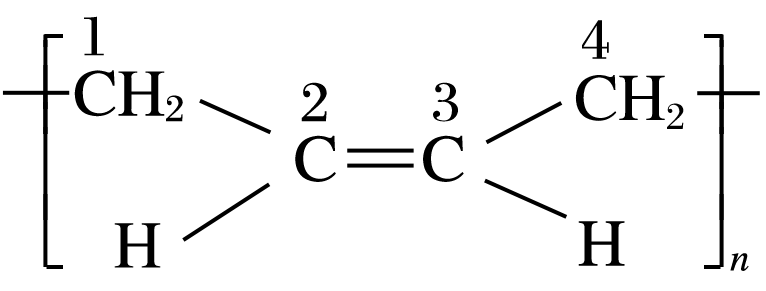 1 4
CH₂ 2 3 CH₂
C=C
H H
n